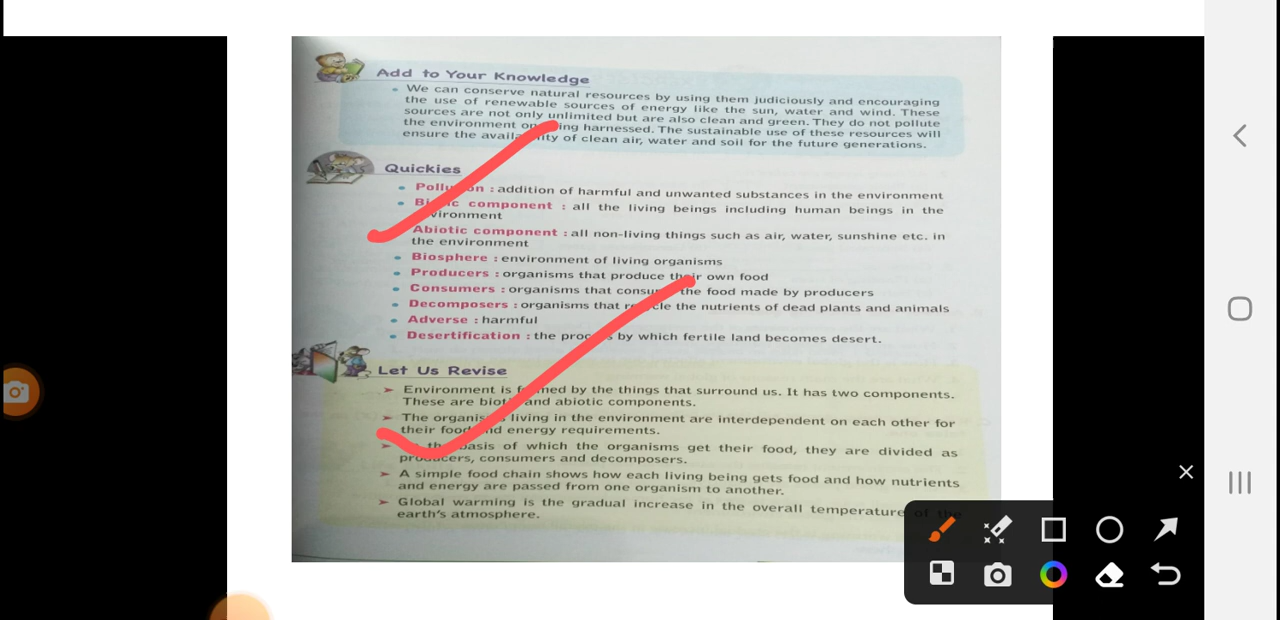 Add to Your Knowledge
• We can conserve natural resources by using them judiciously and encouraging
the use of renewable sources of energy like the sun, water and wind. These
sources are not only unlimited but are also clean and green. They do not pollute
the environment on being harnessed. The sustainable use of these resources will
ensure the availability of clean air, water and soil for the future generations.
Quickies
• Pollution : addition of harmful and unwanted substances in the environment
• Biotic component : all the living beings including human beings in the
environment
Abiotic component : all non-living things such as air, water, sunshine etc. in
the environment
• Biosphere : environment of living organisms
• Producers : organisms that produce their own food
• Consumers : organisms that consume the food made by producers
• Decomposers : organisms that recycle the nutrients of dead plants and animals
• Adverse : harmful
• Desertification : the process by which fertile land becomes desert.
Let Us Revise
➤ Environment is formed by the things that surround us. It has two components.
These are biotic and abiotic components.
➤ The organisms living in the environment are interdependent on each other for
their food and energy requirements.
➤ the basis of which the organisms get their food, they are divided as
producers, consumers and decomposers.
➤ A simple food chain shows how each living being gets food and how nutrients
and energy are passed from one organism to another.
➤ Global warming is the gradual increase in the overall temperature of the
earth's atmosphere.